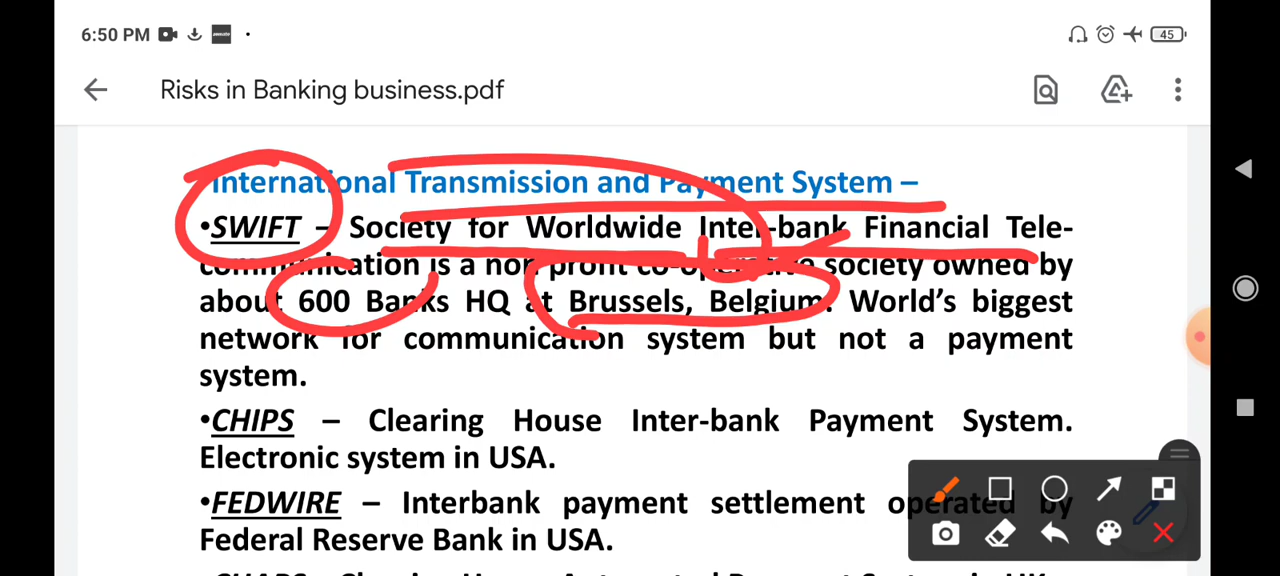 6:50 PM
45
Risks in Banking business.pdf
International Transmission and Payment System –
•SWIFT – Society for Worldwide Inter-bank Financial Tele-
communication is a non profit co-operative society owned by
about 600 Banks HQ at Brussels, Belgium. World's biggest
network for communication system but not a payment
system.
•CHIPS – Clearing House Inter-bank Payment System.
Electronic system in USA.
•FEDWIRE – Interbank payment settlement operated by
Federal Reserve Bank in USA.